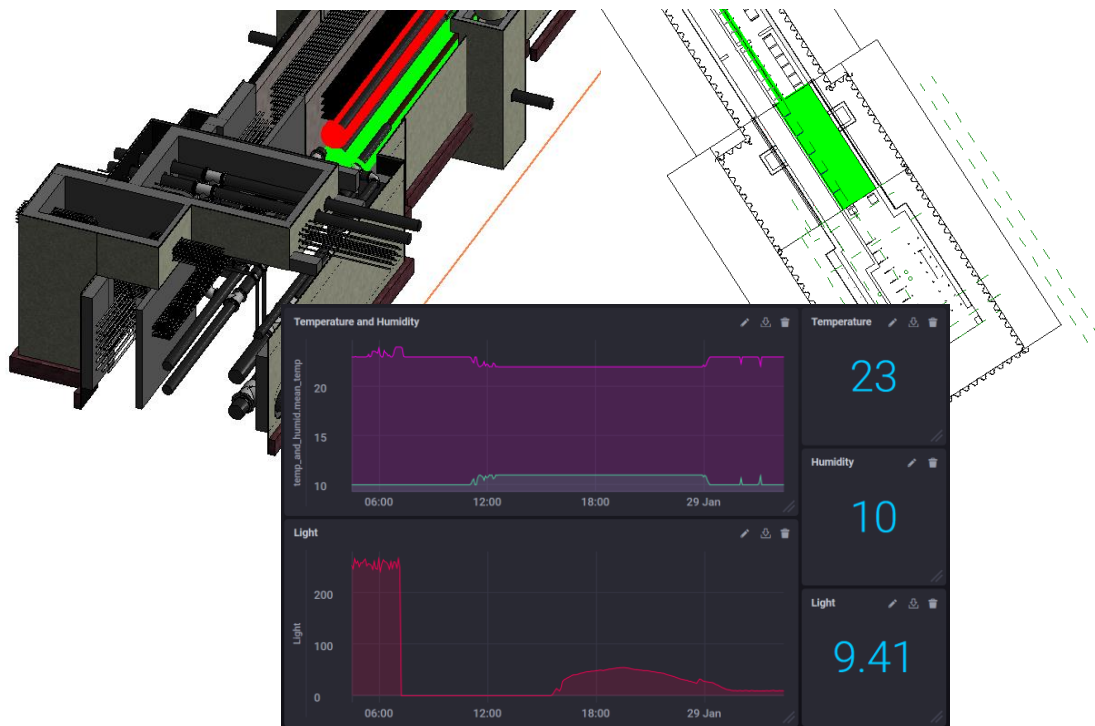 Temperature and Humidity
temp_and_humid.mean_temp
20
15
10
06:00 12:00 18:00 29 Jan
Temperature
23
Humidity
10
Light
Light
200
100
0
06:00 12:00 18:00 29 Jan
Light
9.41